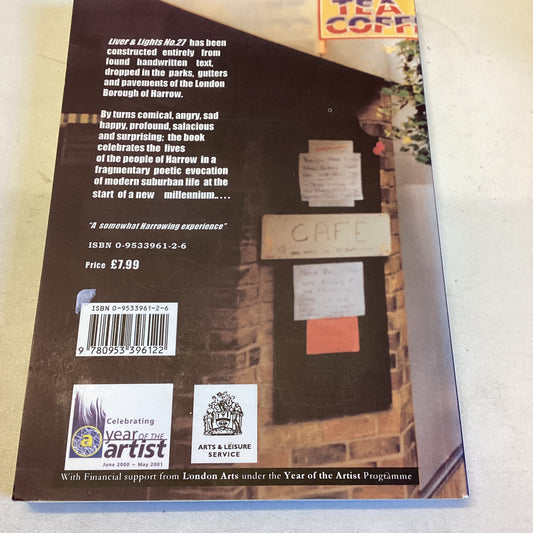 TEA
COFF
Liver & Lights No.27 has been
constructed entirely from
found handwritten text,
dropped in the parks, gutters
and pavements of the London
Borough of Harrow.
By turns comical, angry, sad
happy, profound, salacious
and surprising; the book
celebrates the lives
of the people of Harrow in a
fragmentary poetic evocation
of modern suburban life at the
start of a new millennium....
"A somewhat Harrowing experience"
ISBN 0-9533961-2-6
Price £7.99
CAFE
ISBN 0-9533961-2-6
9 780953 396122
Celebrating
a year OF THE
artist
June 2000 - May 2001
ARTS & LEISURE
SERVICE
With Financial support from London Arts under the Year of the Artist Programme